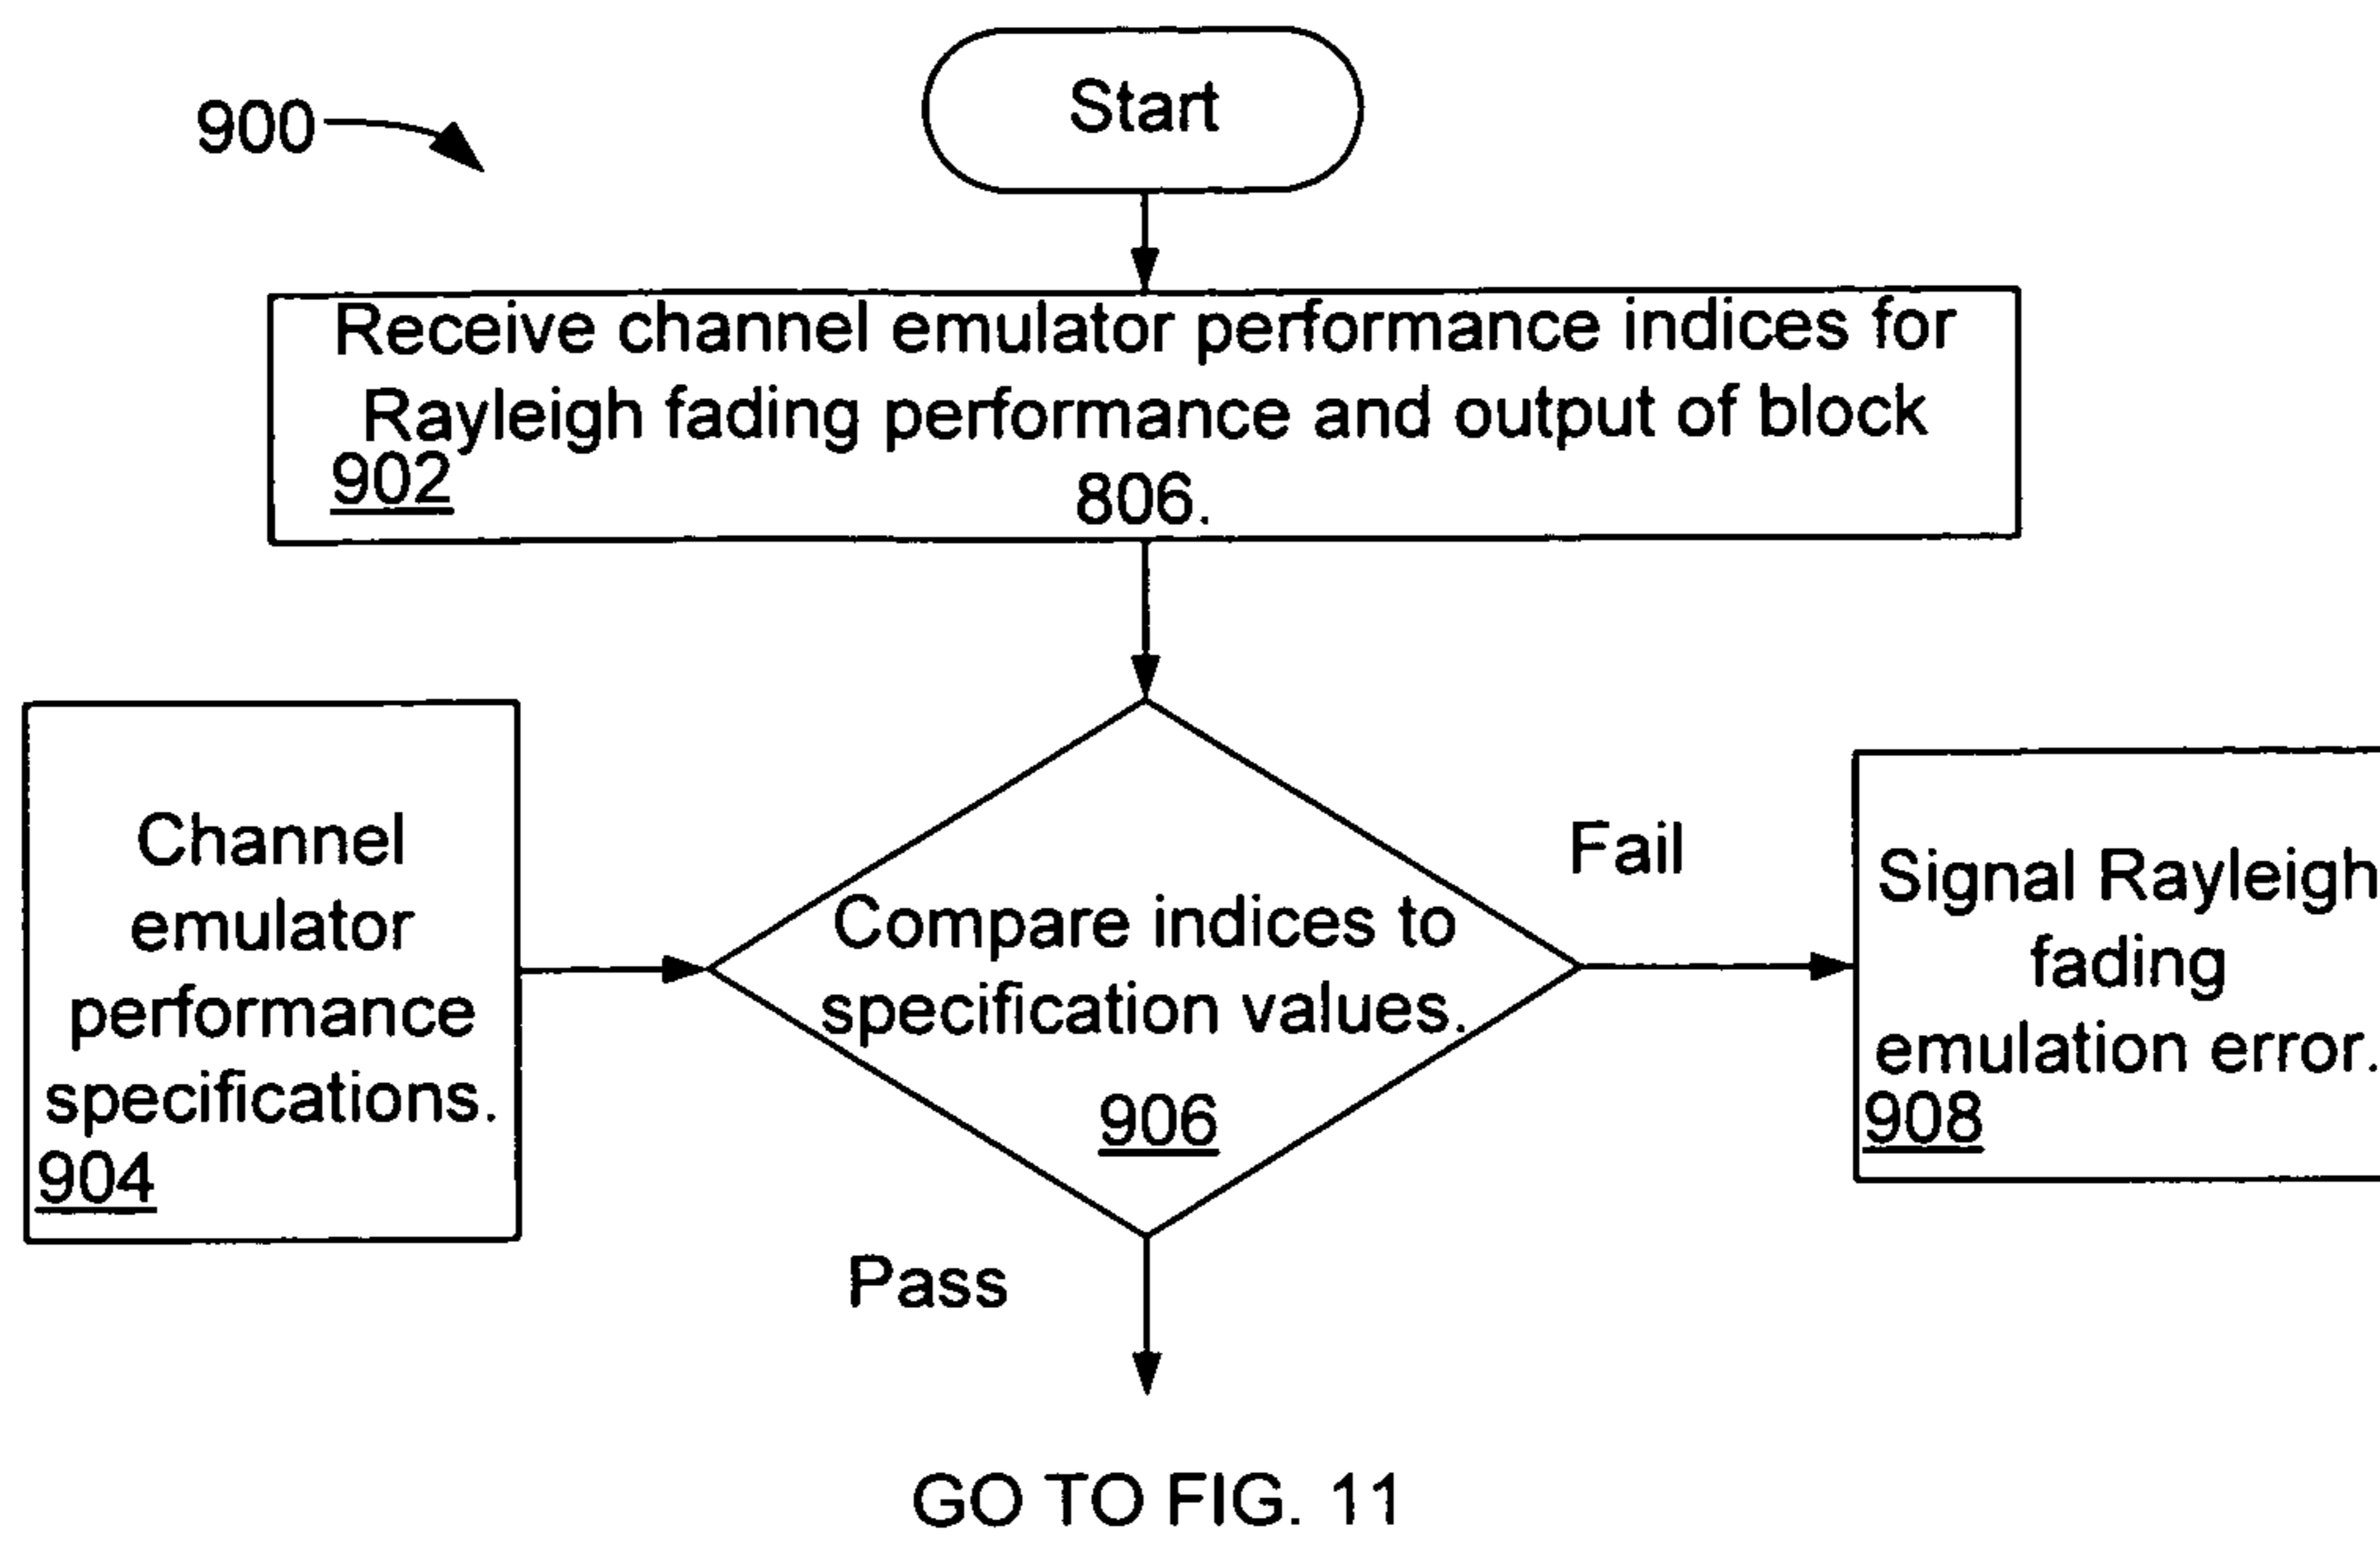 Start
900
Receive channel emulator performance indices for
Rayleigh fading performance and output of block
902
806.
Channel
emulator
performance
specifications.
904
Compare indices to
specification values.
906
Fail
Signal Rayleigh
fading
emulation error.
908
Pass
GO TO FIG. 11